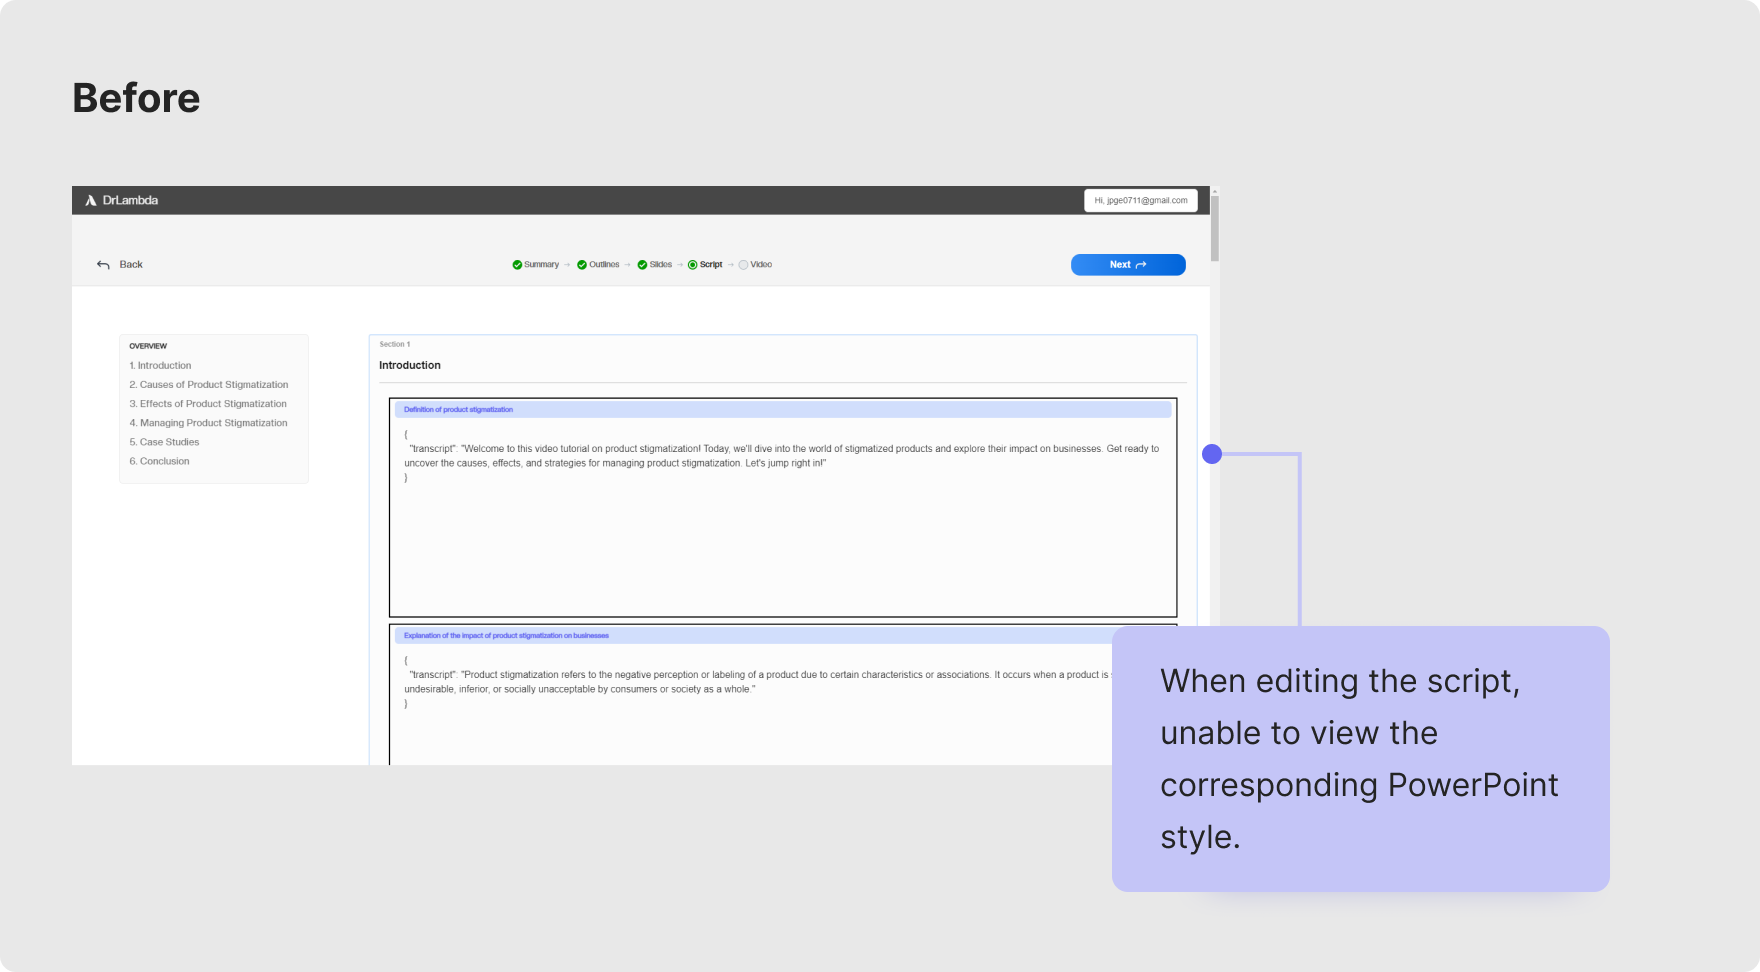 Before
DrLambda
Hi, jpge0711@gmail.com
Back
Summary → Outlines → Slides → Script → Video
Next
OVERVIEW
1. Introduction
2. Causes of Product Stigmatization
3. Effects of Product Stigmatization
4. Managing Product Stigmatization
5. Case Studies
6. Conclusion
Section 1
Introduction
Definition of product stigmatization
{
"transcript": "Welcome to this video tutorial on product stigmatization! Today, we'll dive into the world of stigmatized products and explore their impact on businesses. Get ready to
uncover the causes, effects, and strategies for managing product stigmatization. Let's jump right in!"
}
Explanation of the impact of product stigmatization on businesses
{
"transcript": "Product stigmatization refers to the negative perception or labeling of a product due to certain characteristics or associations. It occurs when a product is
undesirable, inferior, or socially unacceptable by consumers or society as a whole."
}
When editing the script,
unable to view the
corresponding PowerPoint
style.